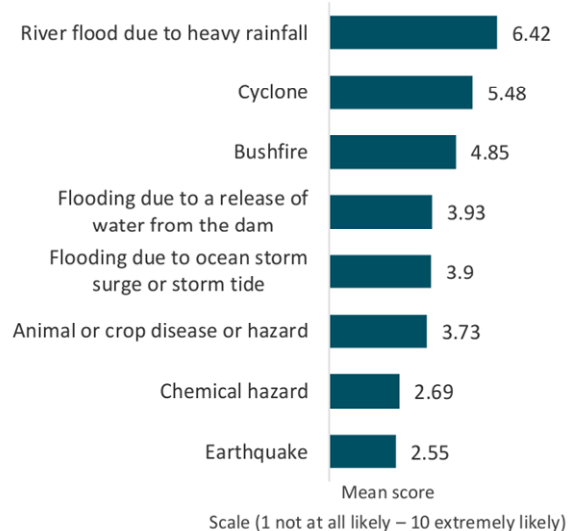 River flood due to heavy rainfall 6.42
Cyclone 5.48
Bushfire 4.85
Flooding due to a release of
water from the dam 3.93
Flooding due to ocean storm
surge or storm tide 3.9
Animal or crop disease or hazard 3.73
Chemical hazard 2.69
Earthquake 2.55
Mean score
Scale (1 not at all likely – 10 extremely likely)